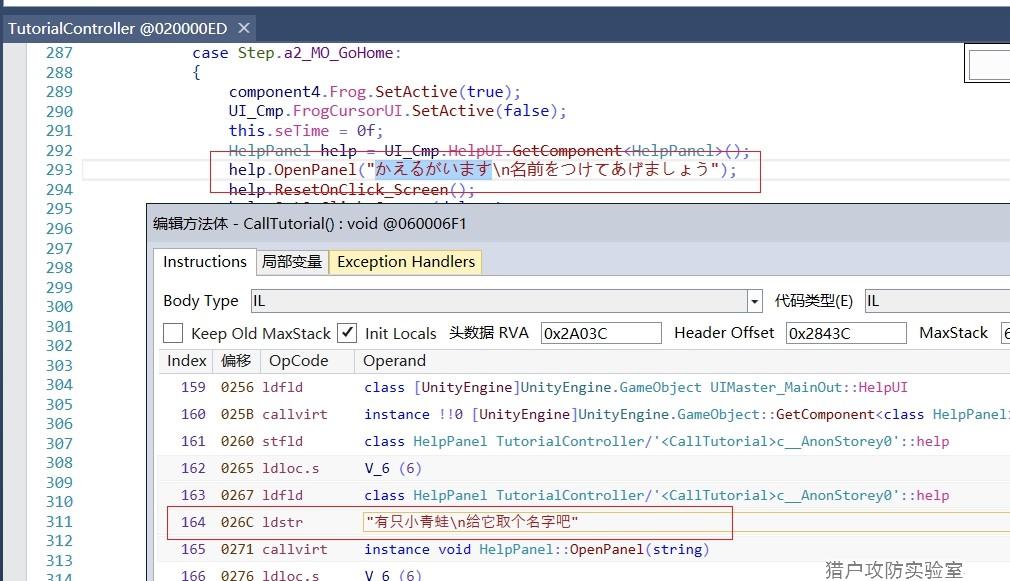 TutorialController @020000ED ×
287 case Step.a2_MO_GoHome:
288 {
289 component4.Frog.SetActive(true);
290 UI_Cmp.FrogCursorUI.SetActive(false);
291 this.seTime = 0f;
292 HelpPanel help = UI_Cmp.HelpUI.GetComponent<HelpPanel>();
293 help.OpenPanel("かえるがいます\n名前をつけてあげましょう");
294 help.ResetOnClick_Screen();
295
296
297
298
299
300
301
302
303
304
305
306
307
308
309
310
311
312
313
314
编辑方法体 - CallTutorial() : void @060006F1
Instructions 局部变量 Exception Handlers
Body Type IL 代码类型(E) IL
Keep Old MaxStack Init Locals 头数据 RVA 0x2A03C Header Offset 0x2843C MaxStack
Index 偏移 OpCode Operand
159 0256 ldfld class [UnityEngine]UnityEngine.GameObject UIMaster_MainOut::HelpUI
160 025B callvirt instance !!0 [UnityEngine]UnityEngine.GameObject::GetComponent<class HelpPanel>
161 0260 stfld class HelpPanel TutorialController/'<CallTutorial>c__AnonStorey0'::help
162 0265 ldloc.s V_6 (6)
163 0267 ldfld class HelpPanel TutorialController/'<CallTutorial>c__AnonStorey0'::help
164 026C ldstr "有只小青蛙\n给它取个名字吧"
165 0271 callvirt instance void HelpPanel::OpenPanel(string)
166 0276 ldloc.s V_6 (6)
猎户攻防实验室